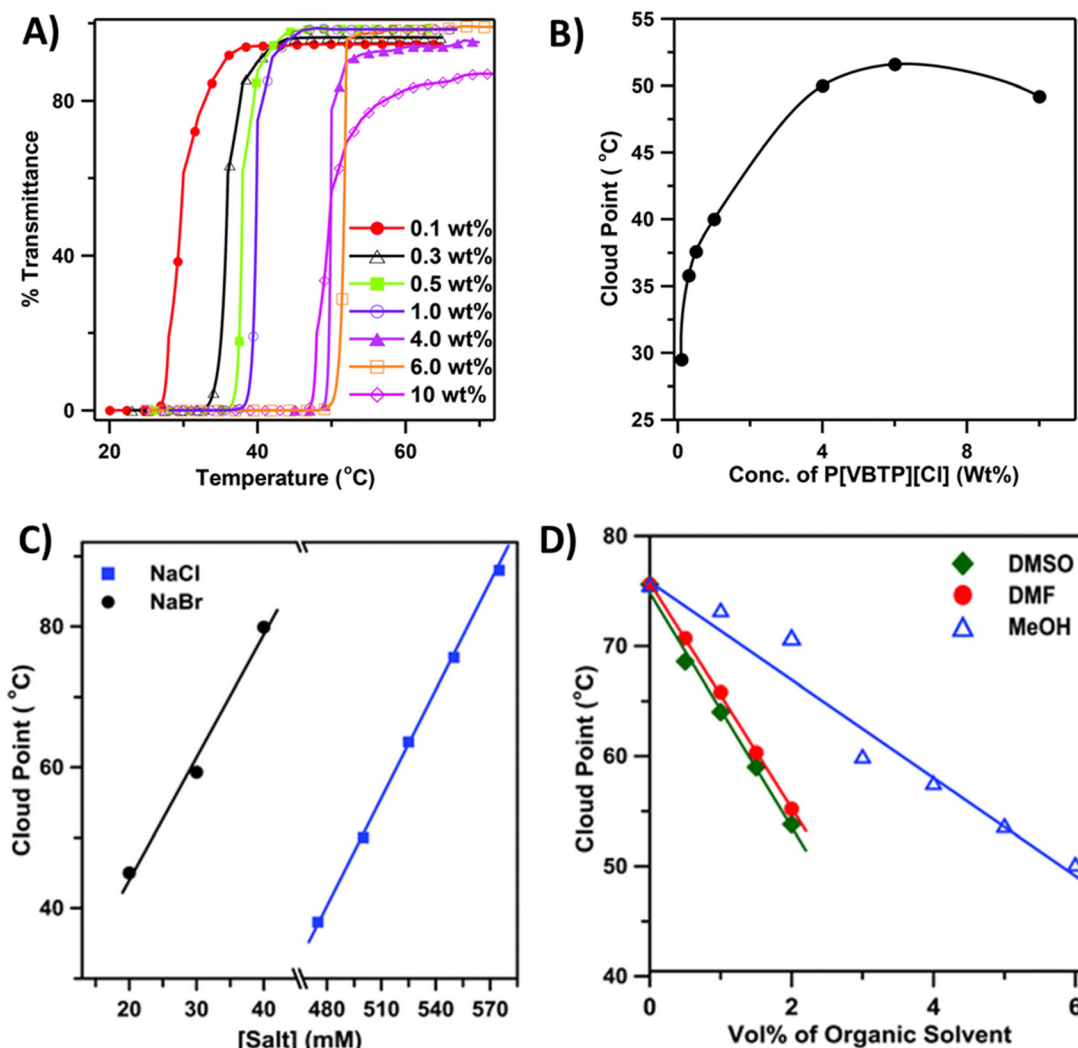 A)
% Transmittance
80
40
0
20
40
60
Temperature (°C)
0.1 wt%
0.3 wt%
0.5 wt%
1.0 wt%
4.0 wt%
6.0 wt%
10 wt%
B)
Cloud Point (°C)
55
50
45
40
35
30
25
0
4
8
Conc. of P[VBTP][Cl] (Wt%)
C)
NaCl
NaBr
Cloud Point (°C)
80
60
40
20
30
40
480
510
540
570
[Salt] (mM)
D)
DMSO
DMF
MeOH
Cloud Point (°C)
80
70
60
50
40
0
2
4
6
Vol% of Organic Solvent